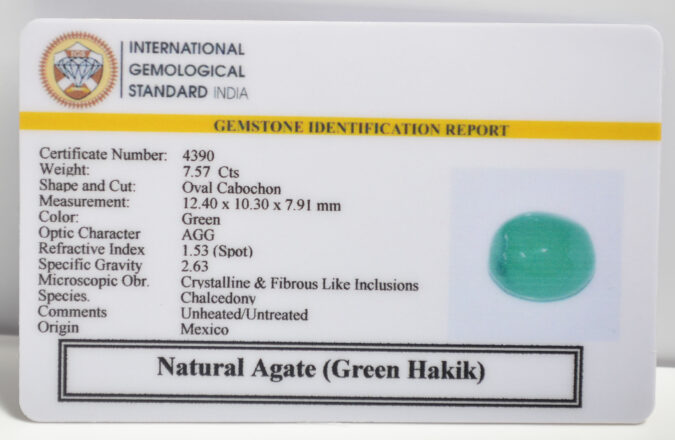 IGS
INTERNATIONAL
GEMOLOGICAL
STANDARD INDIA
GEMSTONE IDENTIFICATION REPORT
Certificate Number: 4390
Weight: 7.57 Cts
Shape and Cut: Oval Cabochon
Measurement: 12.40 x 10.30 x 7.91 mm
Color: Green
Optic Character AGG
Refractive Index 1.53 (Spot)
Specific Gravity 2.63
Microscopic Obr. Crystalline & Fibrous Like Inclusions
Species. Chalcedony
Comments Unheated/Untreated
Origin Mexico
Natural Agate (Green Hakik)